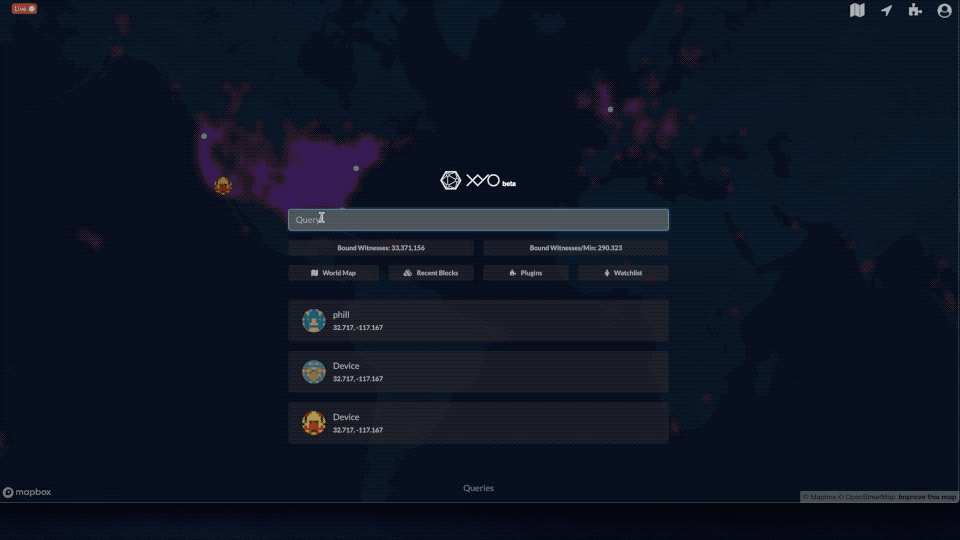 Live
XYO beta
Query
Bound Witnesses: 33,371,156
Bound Witnesses/Min: 290.323
World Map
Recent Blocks
Plugins
Watchlist
phill
32.717, -117.167
Device
32.717, -117.167
Device
32.717, -117.167
Queries
mapbox
© Mapbox © OpenStreetMap Improve this map